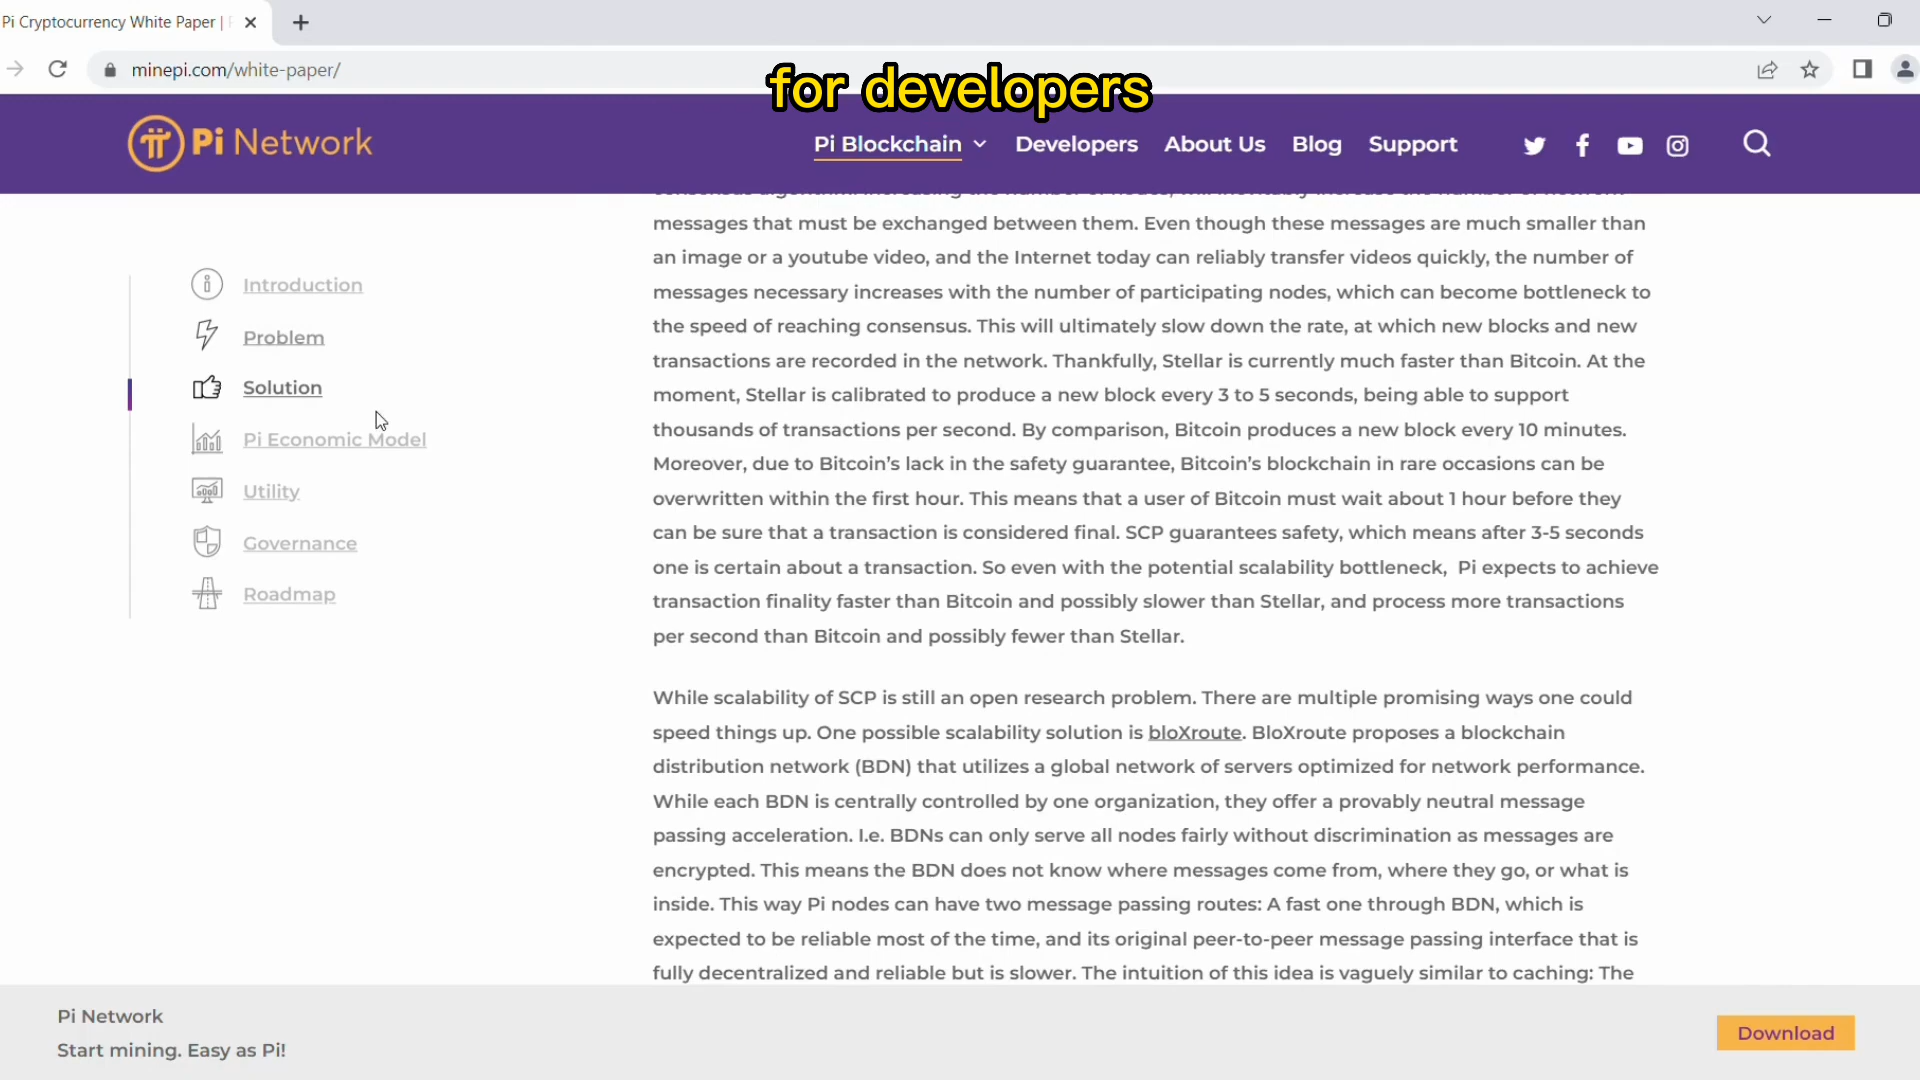 Pi Cryptocurrency White Paper |
minepi.com/white-paper/
for developers
Pi Network
Pi Blockchain Developers About Us Blog Support
Introduction
Problem
Solution
Pi Economic Model
Utility
Governance
Roadmap
messages that must be exchanged between them. Even though these messages are much smaller than
an image or a youtube video, and the Internet today can reliably transfer videos quickly, the number of
messages necessary increases with the number of participating nodes, which can become bottleneck to
the speed of reaching consensus. This will ultimately slow down the rate, at which new blocks and new
transactions are recorded in the network. Thankfully, Stellar is currently much faster than Bitcoin. At the
moment, Stellar is calibrated to produce a new block every 3 to 5 seconds, being able to support
thousands of transactions per second. By comparison, Bitcoin produces a new block every 10 minutes.
Moreover, due to Bitcoin’s lack in the safety guarantee, Bitcoin’s blockchain in rare occasions can be
overwritten within the first hour. This means that a user of Bitcoin must wait about 1 hour before they
can be sure that a transaction is considered final. SCP guarantees safety, which means after 3-5 seconds
one is certain about a transaction. So even with the potential scalability bottleneck, Pi expects to achieve
transaction finality faster than Bitcoin and possibly slower than Stellar, and process more transactions
per second than Bitcoin and possibly fewer than Stellar.
While scalability of SCP is still an open research problem. There are multiple promising ways one could
speed things up. One possible scalability solution is bloXroute. BloXroute proposes a blockchain
distribution network (BDN) that utilizes a global network of servers optimized for network performance.
While each BDN is centrally controlled by one organization, they offer a provably neutral message
passing acceleration. I.e. BDNs can only serve all nodes fairly without discrimination as messages are
encrypted. This means the BDN does not know where messages come from, where they go, or what is
inside. This way Pi nodes can have two message passing routes: A fast one through BDN, which is
expected to be reliable most of the time, and its original peer-to-peer message passing interface that is
fully decentralized and reliable but is slower. The intuition of this idea is vaguely similar to caching: The
Pi Network
Start mining. Easy as Pi!
Download